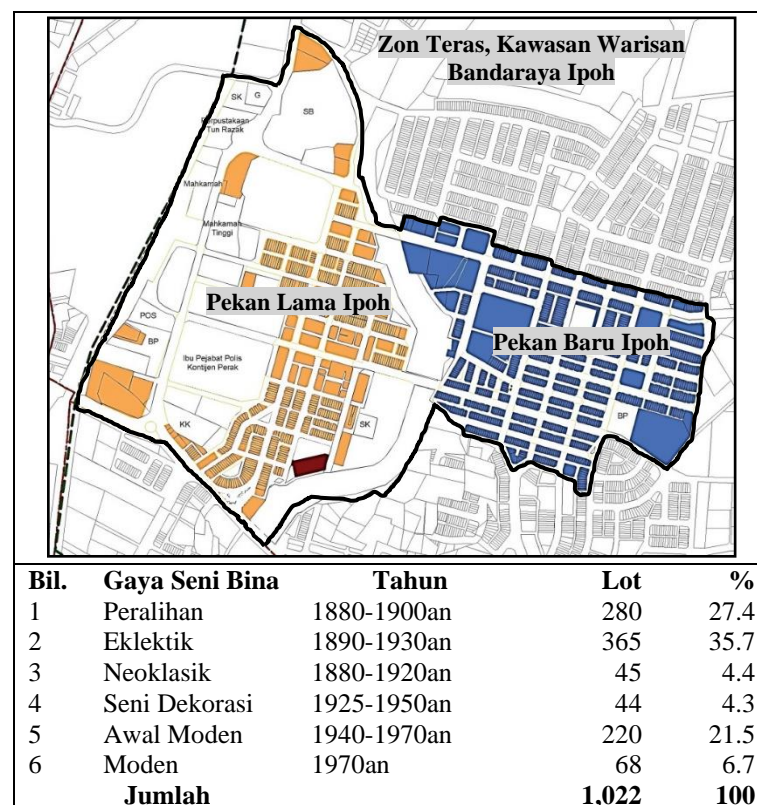 Zon Teras, Kawasan Warisan
Bandaraya Ipoh
SK G
Perpustakaan
Tun Razak
SB
Mahkamah
Mahkamah
Tinggi
Pekan Lama Ipoh
POS
BP
Ibu Pejabat Polis
Kontijen Perak
Pekan Baru Ipoh
KK
SK
BP
Bil. Gaya Seni Bina Tahun Lot %
1 Peralihan 1880-1900an 280 27.4
2 Eklektik 1890-1930an 365 35.7
3 Neoklasik 1880-1920an 45 4.4
4 Seni Dekorasi 1925-1950an 44 4.3
5 Awal Moden 1940-1970an 220 21.5
6 Moden 1970an 68 6.7
Jumlah 1,022 100